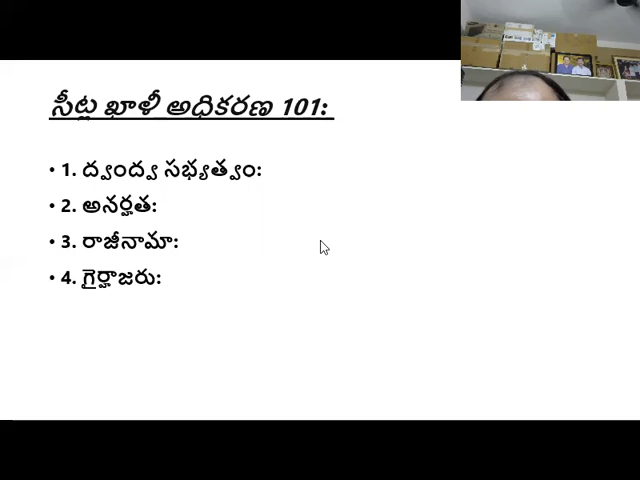 సీట్ల ఖాళీ అధికరణ 101:
• 1. ద్వంద్వ సభ్యత్వం:
• 2. అనర్హత:
• 3. రాజీనామా:
• 4. గైర్హాజరు: